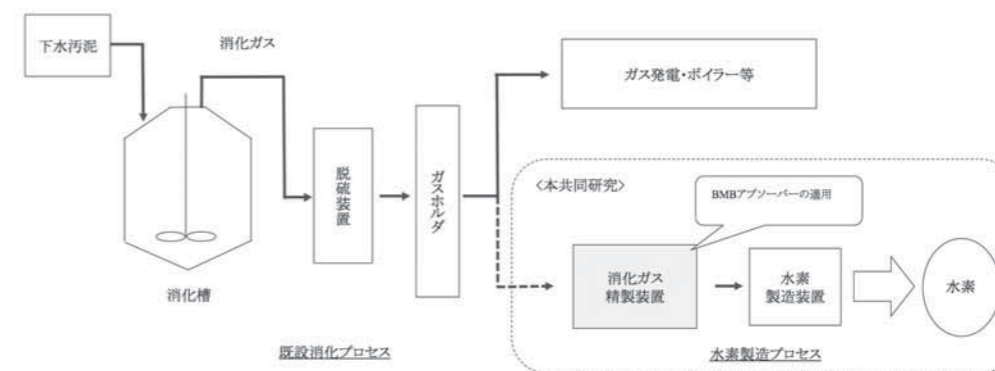 下水汚泥
消化ガス
消化槽
脱硫装置
ガスホルダ
ガス発電・ボイラー等
<本共同研究>
BMBアブソーバーの適用
消化ガス
精製装置
水素
製造装置
水素
既設消化プロセス
水素製造プロセス